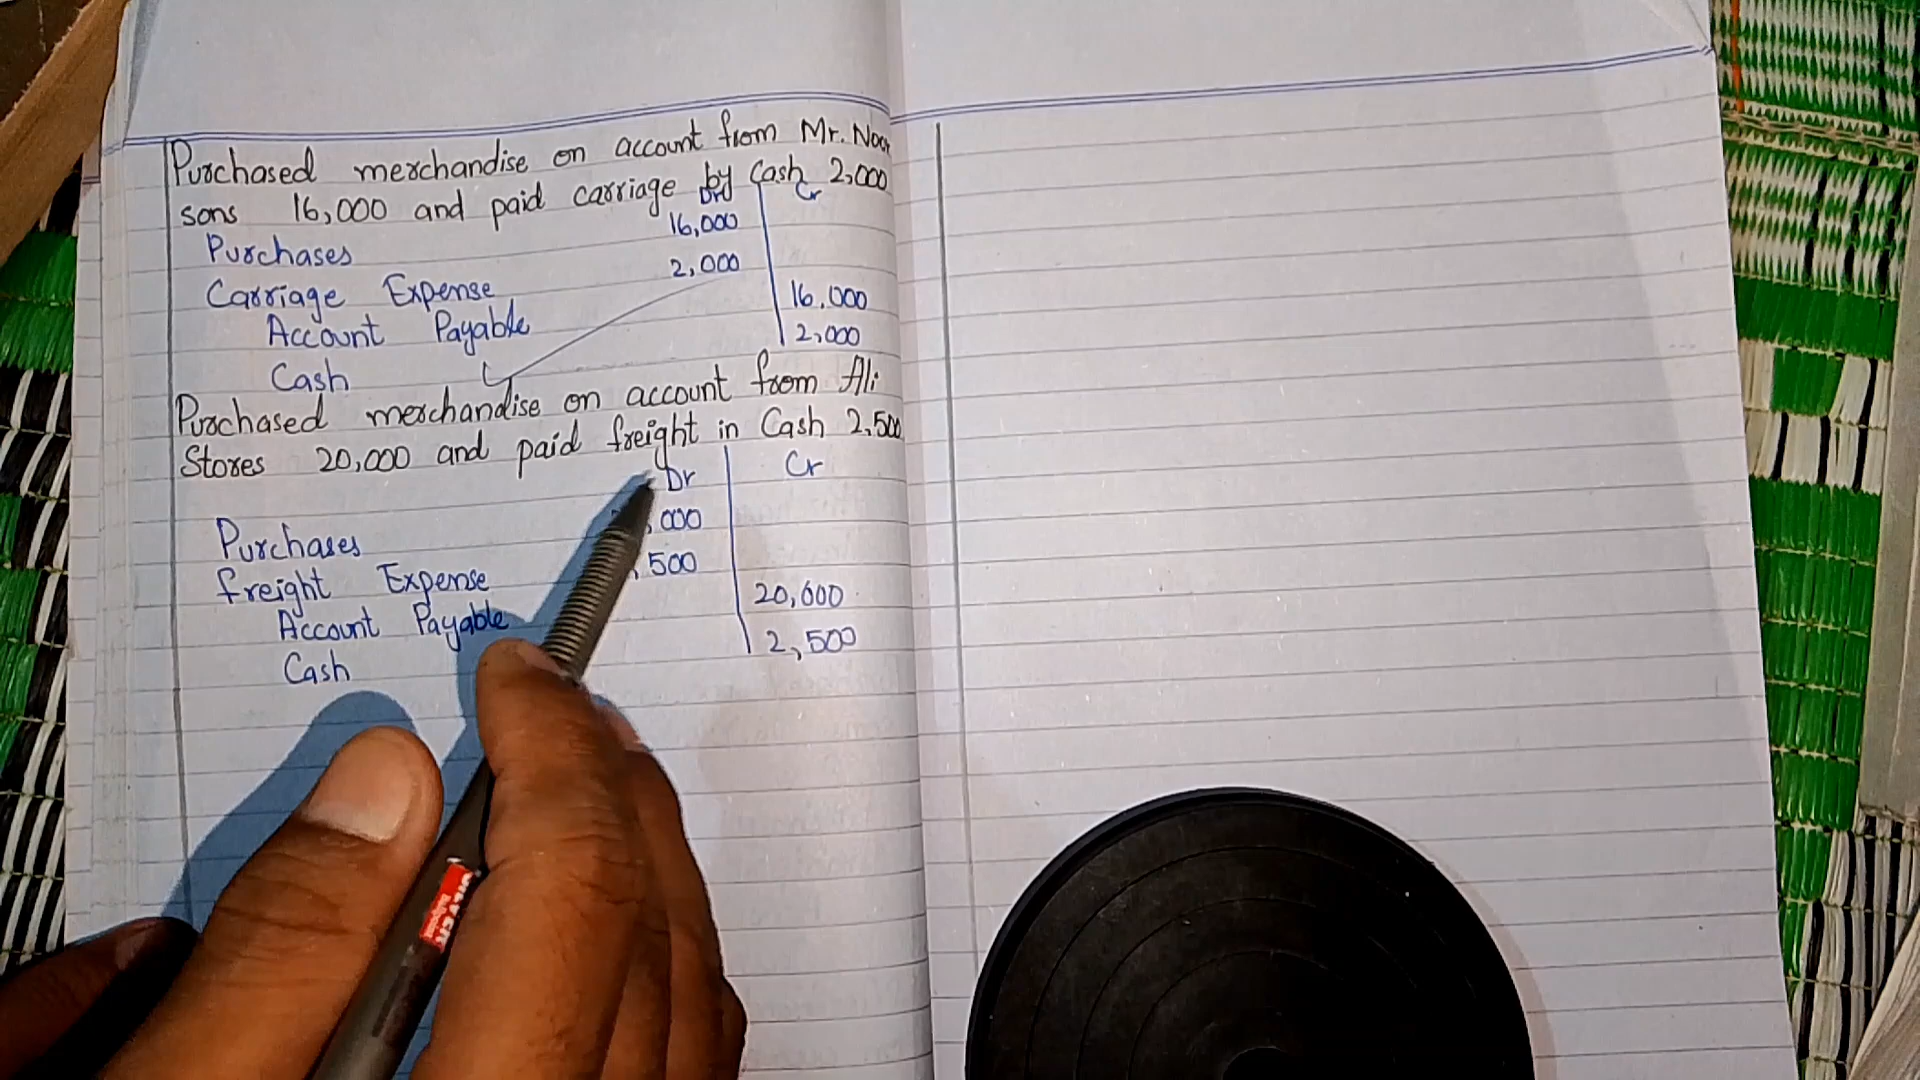 Purchased merchandise on account from Mr. Noor
sons 16,000 and paid carriage by Cash 2,000
Dr Cr
Purchases 16,000
Carriage Expense 2,000
Account Payable 16.000
Cash 2,000
Purchased merchandise on account from Ali
Stores 20,000 and paid freight in Cash 2,500
Dr Cr
Purchases ,000
freight Expense ,500
Account Payable 20,000
Cash 2,500